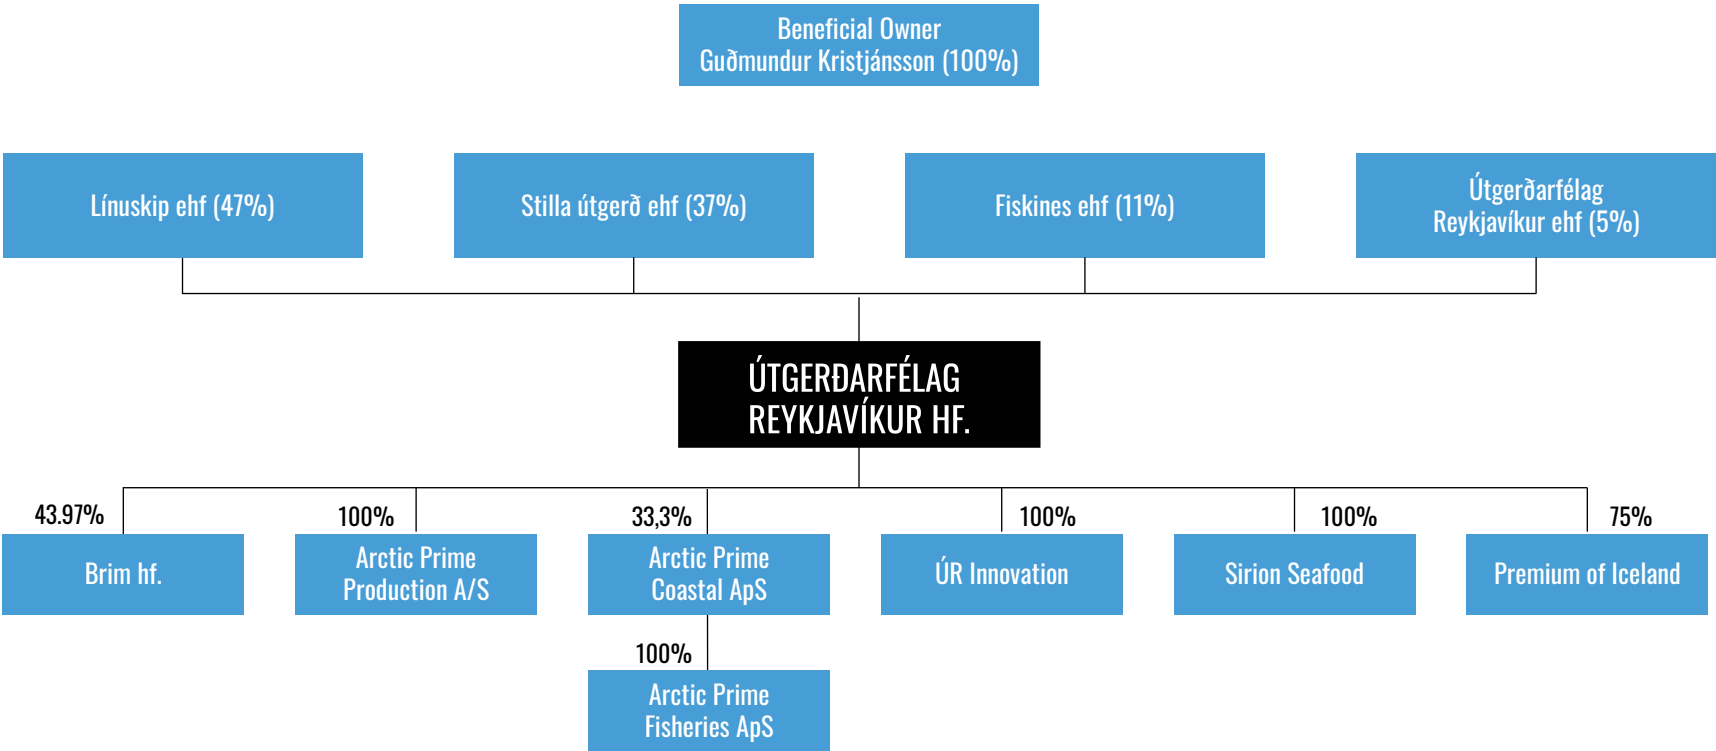 Beneficial Owner
Guðmundur Kristjánsson (100%)
Línuskip ehf (47%)
Stilla útgerð ehf (37%)
Fiskines ehf (11%)
Útgerðarfélag
Reykjavíkur ehf (5%)
ÚTGERÐARFÉLAG
REYKJAVÍKUR HF.
43.97%
Brim hf.
100%
Arctic Prime
Production A/S
33,3%
Arctic Prime
Coastal ApS
100%
ÚR Innovation
100%
Sirion Seafood
75%
Premium of Iceland
100%
Arctic Prime
Fisheries ApS